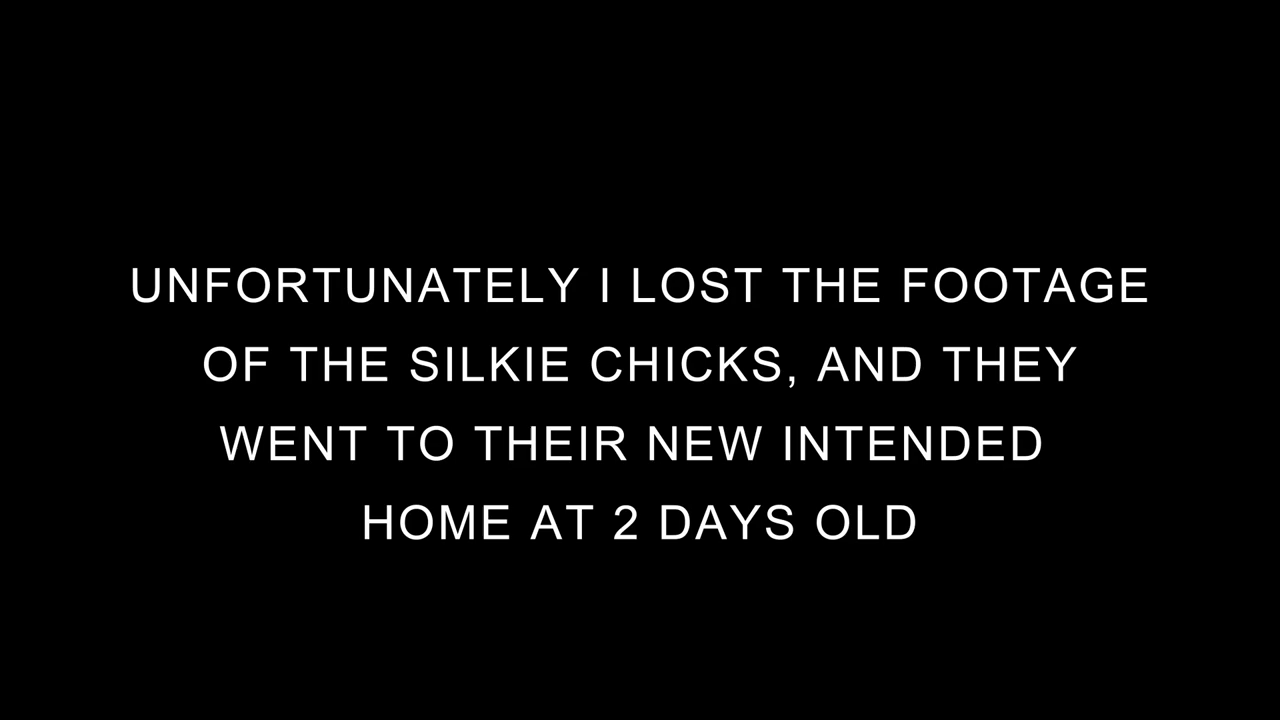 UNFORTUNATELY I LOST THE FOOTAGE
OF THE SILKIE CHICKS, AND THEY
WENT TO THEIR NEW INTENDED
HOME AT 2 DAYS OLD